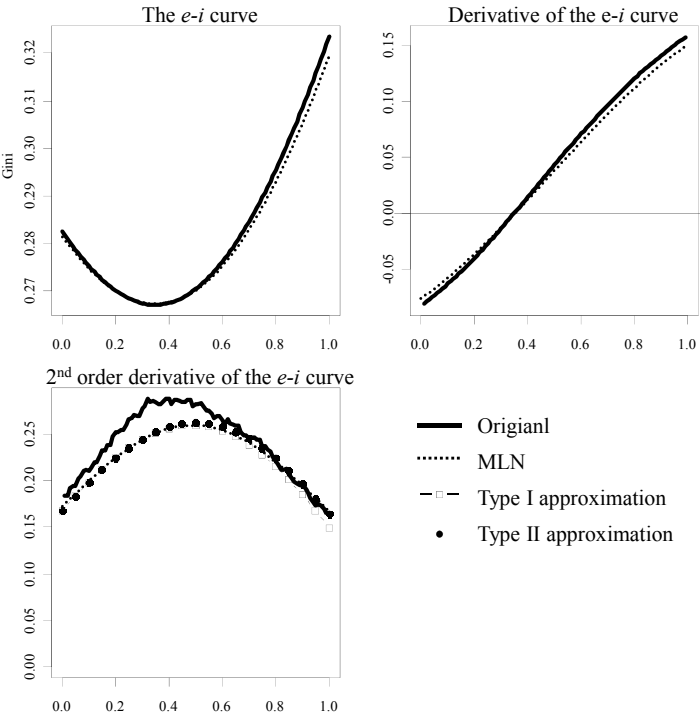 The e-i curve
Derivative of the e-i curve
0.32
0.31
0.30
0.29
0.28
0.27
Gini
0.0 0.2 0.4 0.6 0.8 1.0
0.15
0.10
0.05
0.00
-0.05
0.0 0.2 0.4 0.6 0.8 1.0
2nd order derivative of the e-i curve
0.25
0.20
0.15
0.10
0.05
0.00
0.0 0.2 0.4 0.6 0.8 1.0
Origianl
MLN
Type I approximation
Type II approximation